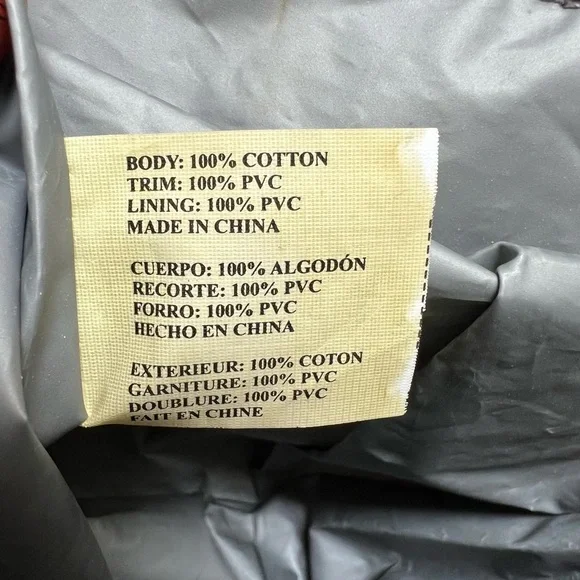 BODY: 100% COTTON
TRIM: 100% PVC
LINING: 100% PVC
MADE IN CHINA
CUERPO: 100% ALGODÓN
RECORTE: 100% PVC
FORRO: 100% PVC
HECHO EN CHINA
EXTERIEUR: 100% COTON
GARNITURE: 100% PVC
DOUBLURE: 100% PVC
FAIT EN CHINE